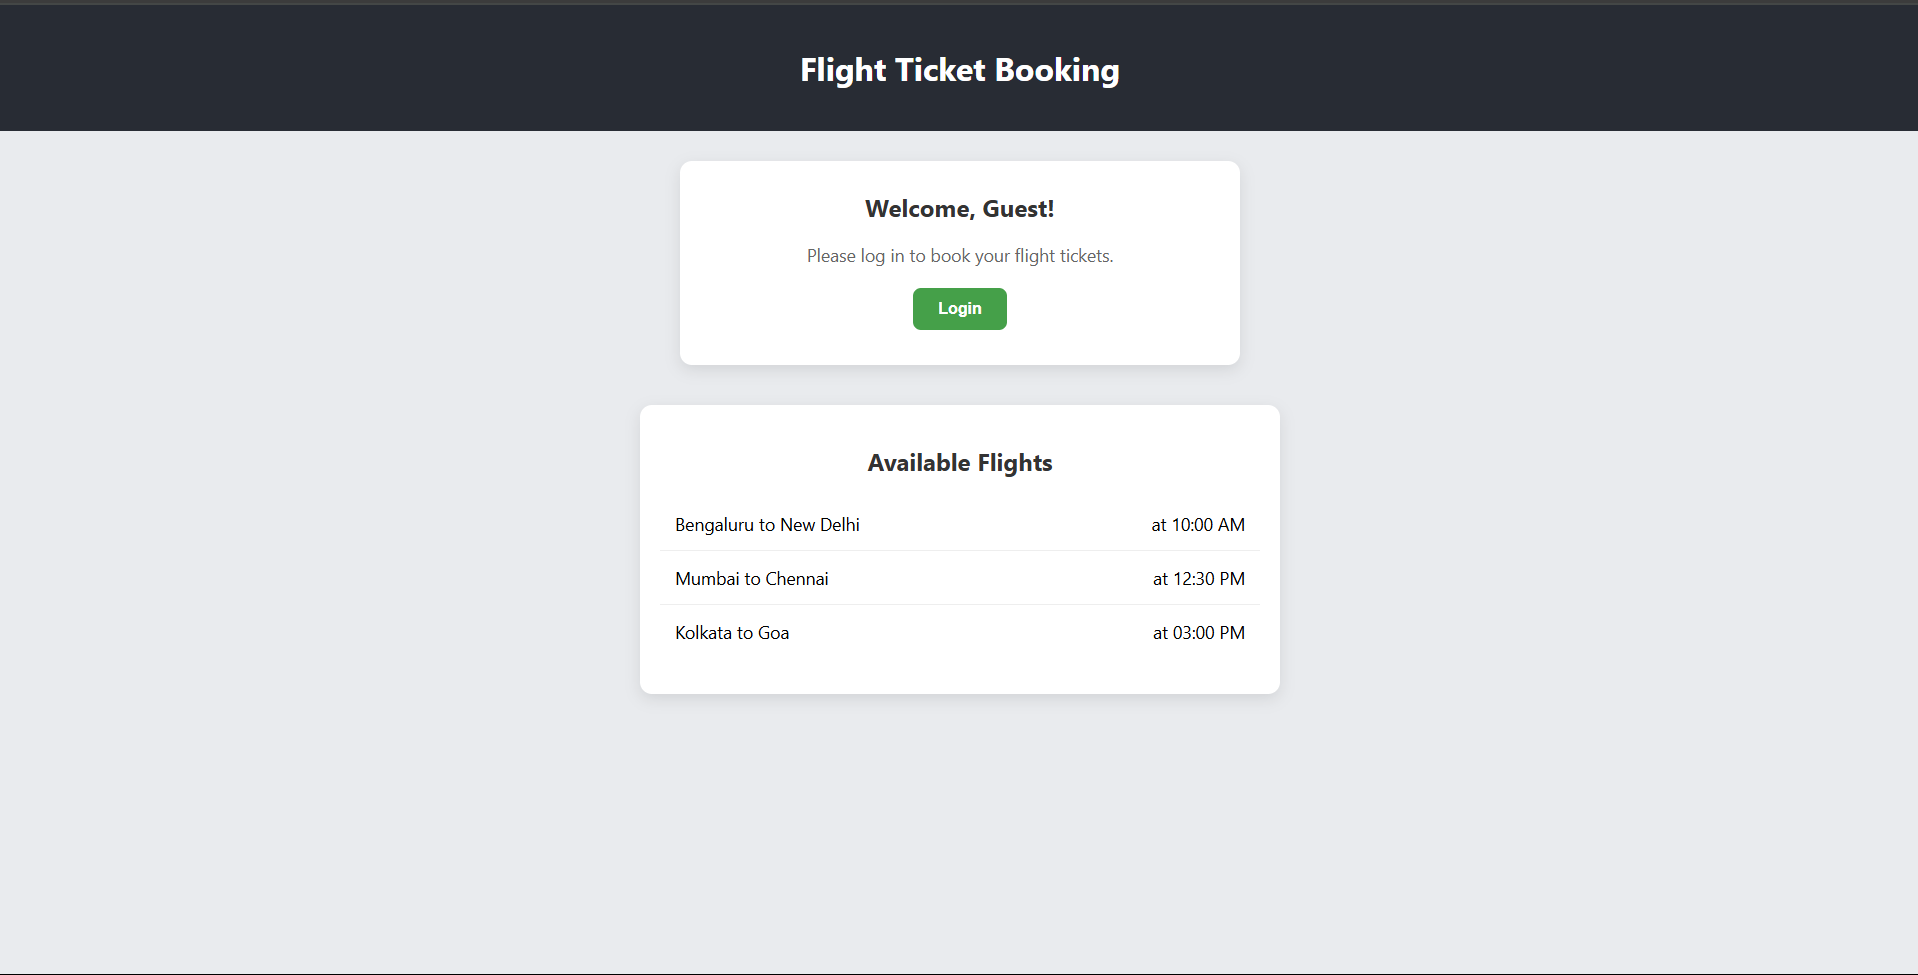 Flight Ticket Booking
Welcome, Guest!
Please log in to book your flight tickets.
Login
Available Flights
Bengaluru to New Delhi at 10:00 AM
Mumbai to Chennai at 12:30 PM
Kolkata to Goa at 03:00 PM